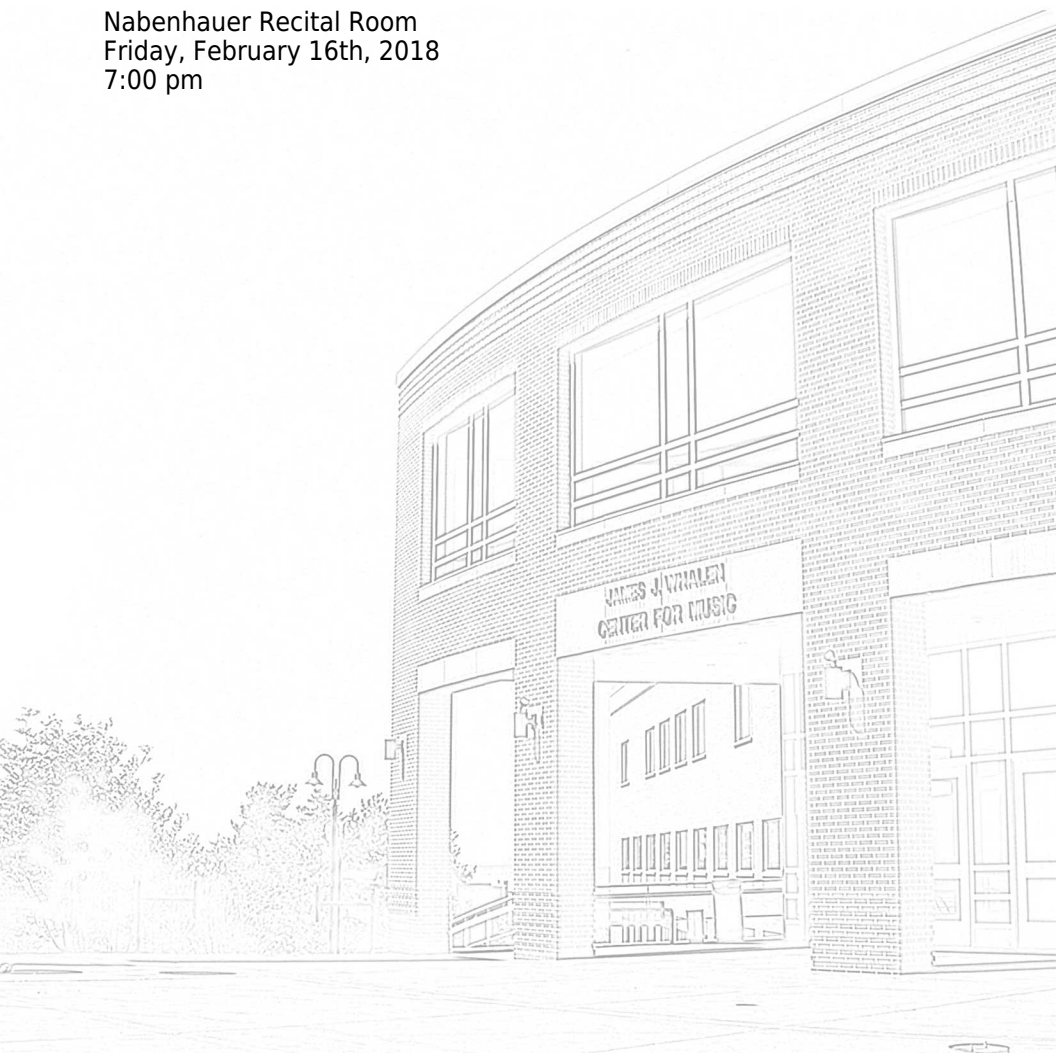 Nabenhauer Recital Room
Friday, February 16th, 2018
7:00 pm
JAMES J. WHALEN
CENTER FOR MUSIC